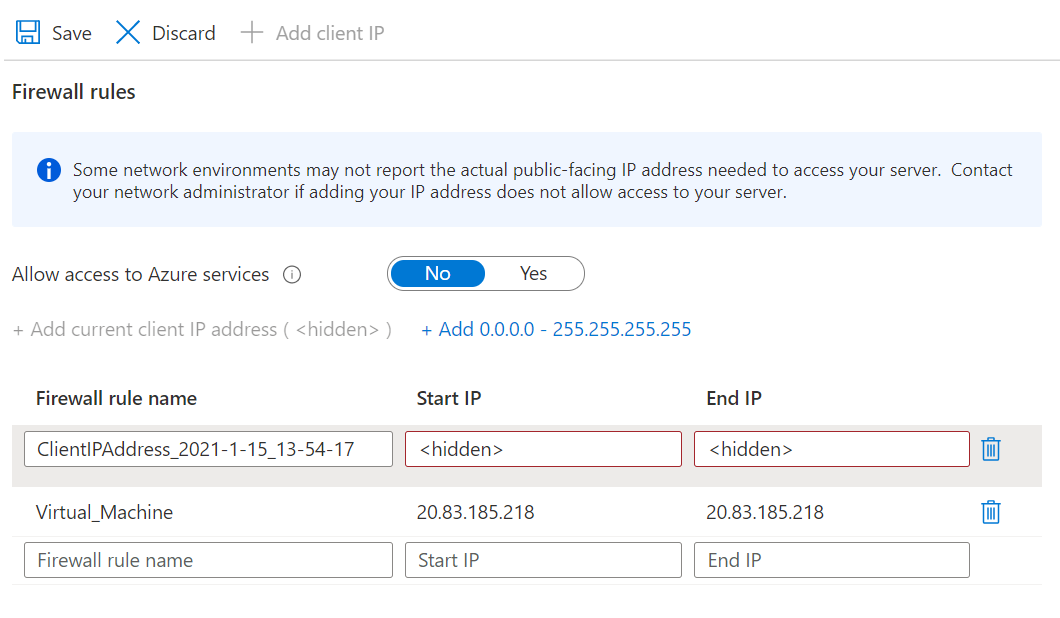 Save Discard Add client IP
Firewall rules
Some network environments may not report the actual public-facing IP address needed to access your server. Contact
your network administrator if adding your IP address does not allow access to your server.
Allow access to Azure services No Yes
+ Add current client IP address ( <hidden> ) + Add 0.0.0.0 - 255.255.255.255
Firewall rule name Start IP End IP
ClientIPAddress_2021-1-15_13-54-17 <hidden> <hidden>
Virtual_Machine 20.83.185.218 20.83.185.218
Firewall rule name Start IP End IP